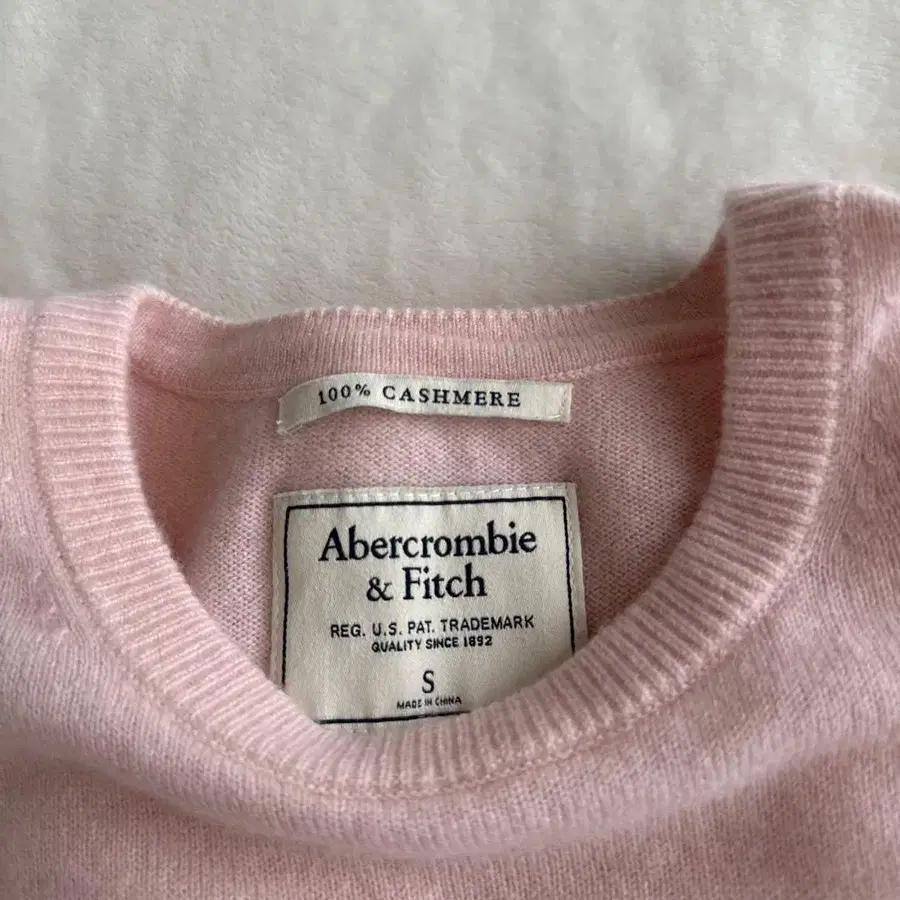 100% CASHMERE
Abercrombie
& Fitch
REG. U.S. PAT. TRADEMARK
QUALITY SINCE 1892
S
MADE IN CHINA